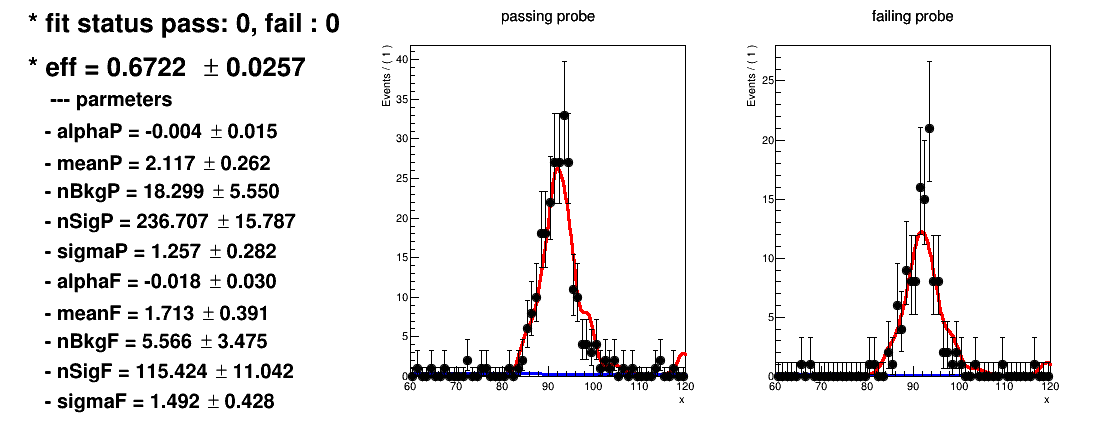 * fit status pass: 0, fail : 0
* eff = 0.6722 ± 0.0257
--- parmeters
- alphaP = -0.004 ± 0.015
- meanP = 2.117 ± 0.262
- nBkgP = 18.299 ± 5.550
- nSigP = 236.707 ± 15.787
- sigmaP = 1.257 ± 0.282
- alphaF = -0.018 ± 0.030
- meanF = 1.713 ± 0.391
- nBkgF = 5.566 ± 3.475
- nSigF = 115.424 ± 11.042
- sigmaF = 1.492 ± 0.428
passing probe
Events / ( 1 )
40
35
30
25
20
15
10
5
0
60 70 80 90 100 110 120
x
failing probe
Events / ( 1 )
25
20
15
10
5
0
60 70 80 90 100 110 120
x